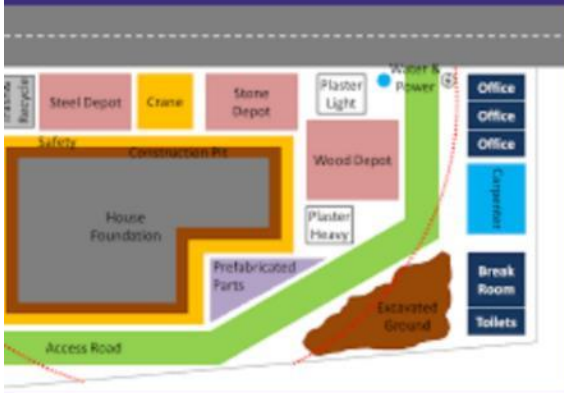 Water &
Power
Recycle
Steel Depot
Crane
Stone
Depot
Plaster
Light
Office
Office
Office
Safety
Construction Pit
Wood Depot
Carpenter
House
Foundation
Plaster
Heavy
Prefabricated
Parts
Break
Room
Excavated
Ground
Toilets
Access Road